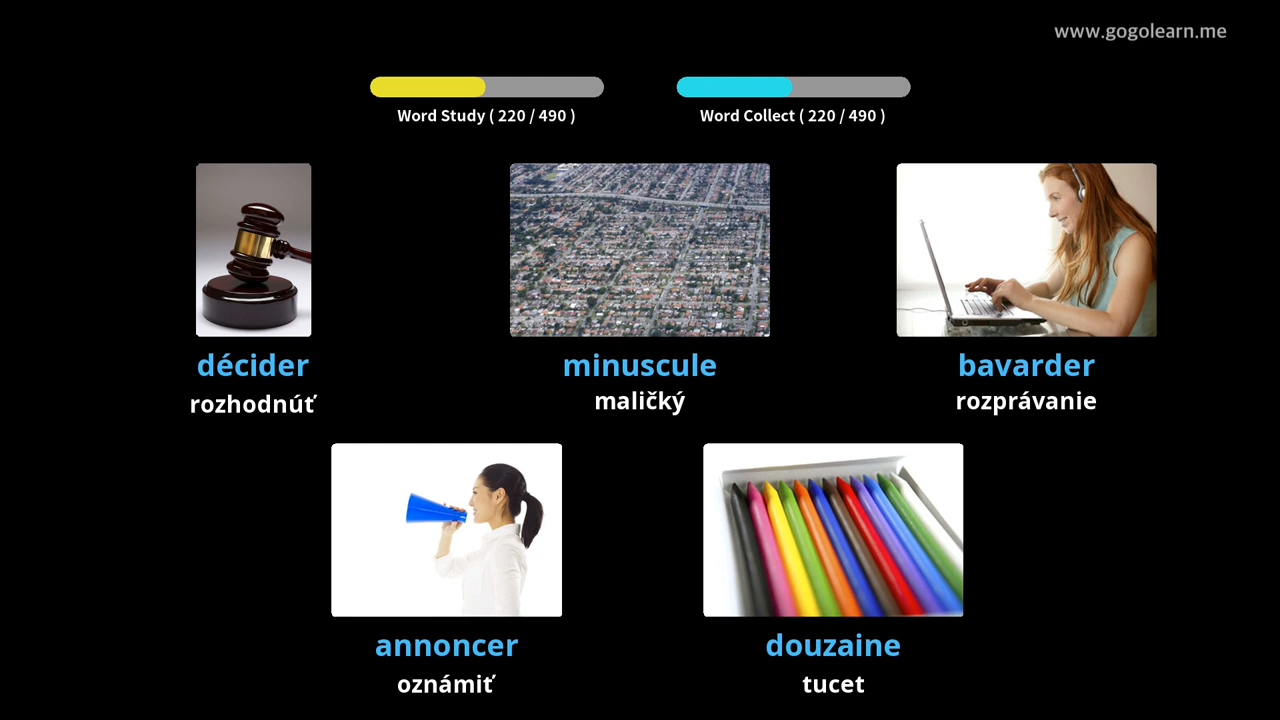 www.gogolearn.me
Word Study ( 220 / 490 )
Word Collect ( 220 / 490 )
décider
rozhodnúť
minuscule
maličký
bavarder
rozprávanie
annoncer
oznámiť
douzaine
tucet